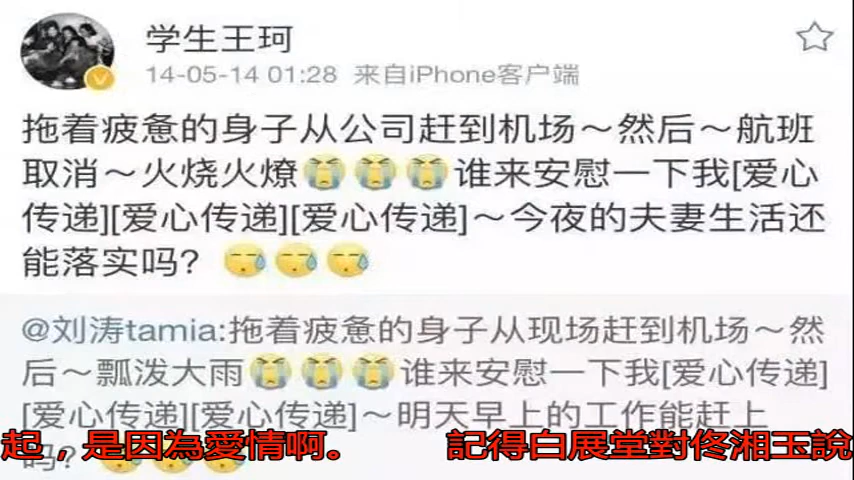 学生王珂
14-05-14 01:28 来自iPhone客户端
拖着疲惫的身子从公司赶到机场～然后～航班
取消～火烧火燎😭😭😭谁来安慰一下我[爱心
传递][爱心传递][爱心传递]～今夜的夫妻生活还
能落实吗？😪😪😪
@刘涛tamia:拖着疲惫的身子从现场赶到机场～然
后～瓢泼大雨😭😭😭谁来安慰一下我[爱心传递]
[爱心传递][爱心传递]～明天早上的工作能赶上
吗？
起，是因為愛情啊。 記得白展堂對佟湘玉說